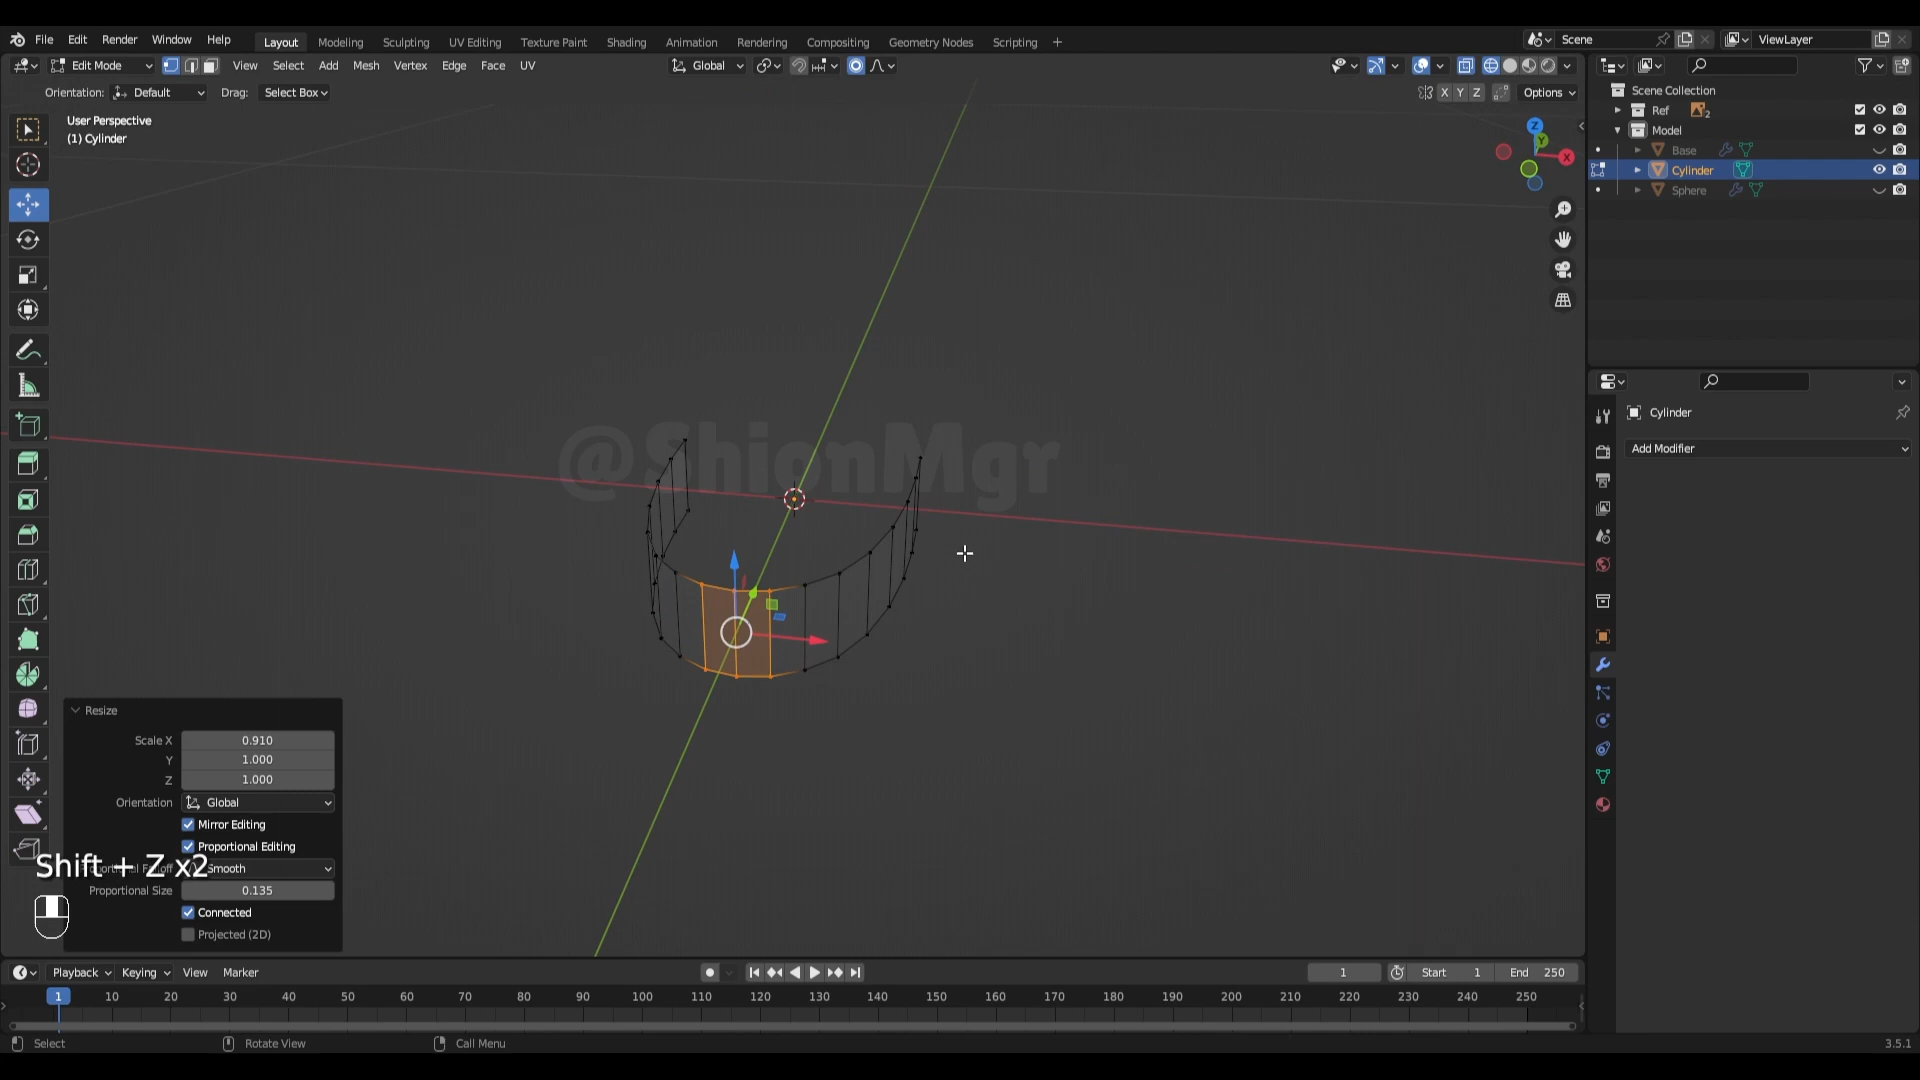 File Edit Render Window Help Layout Modeling Sculpting UV Editing Texture Paint Shading Animation Rendering Compositing Geometry Nodes Scripting + Scene ViewLayer
Edit Mode View Select Add Mesh Vertex Edge Face UV Global
Orientation: Default Drag: Select Box X Y Z Options
User Perspective
(1) Cylinder
Z
Y
X
Scene Collection
Ref 2
Model
Base
Cylinder
Sphere
Cylinder
Add Modifier
@ShionMgr
Resize
Scale X 0.910
Y 1.000
Z 1.000
Orientation Global
Mirror Editing
Proportional Editing
Smooth
Shift + Z x2
Proportional Size 0.135
Connected
Projected (2D)
Playback Keying View Marker 1 Start 1 End 250
1 10 20 30 40 50 60 70 80 90 100 110 120 130 140 150 160 170 180 190 200 210 220 230 240 250
Select Rotate View Call Menu 3.5.1